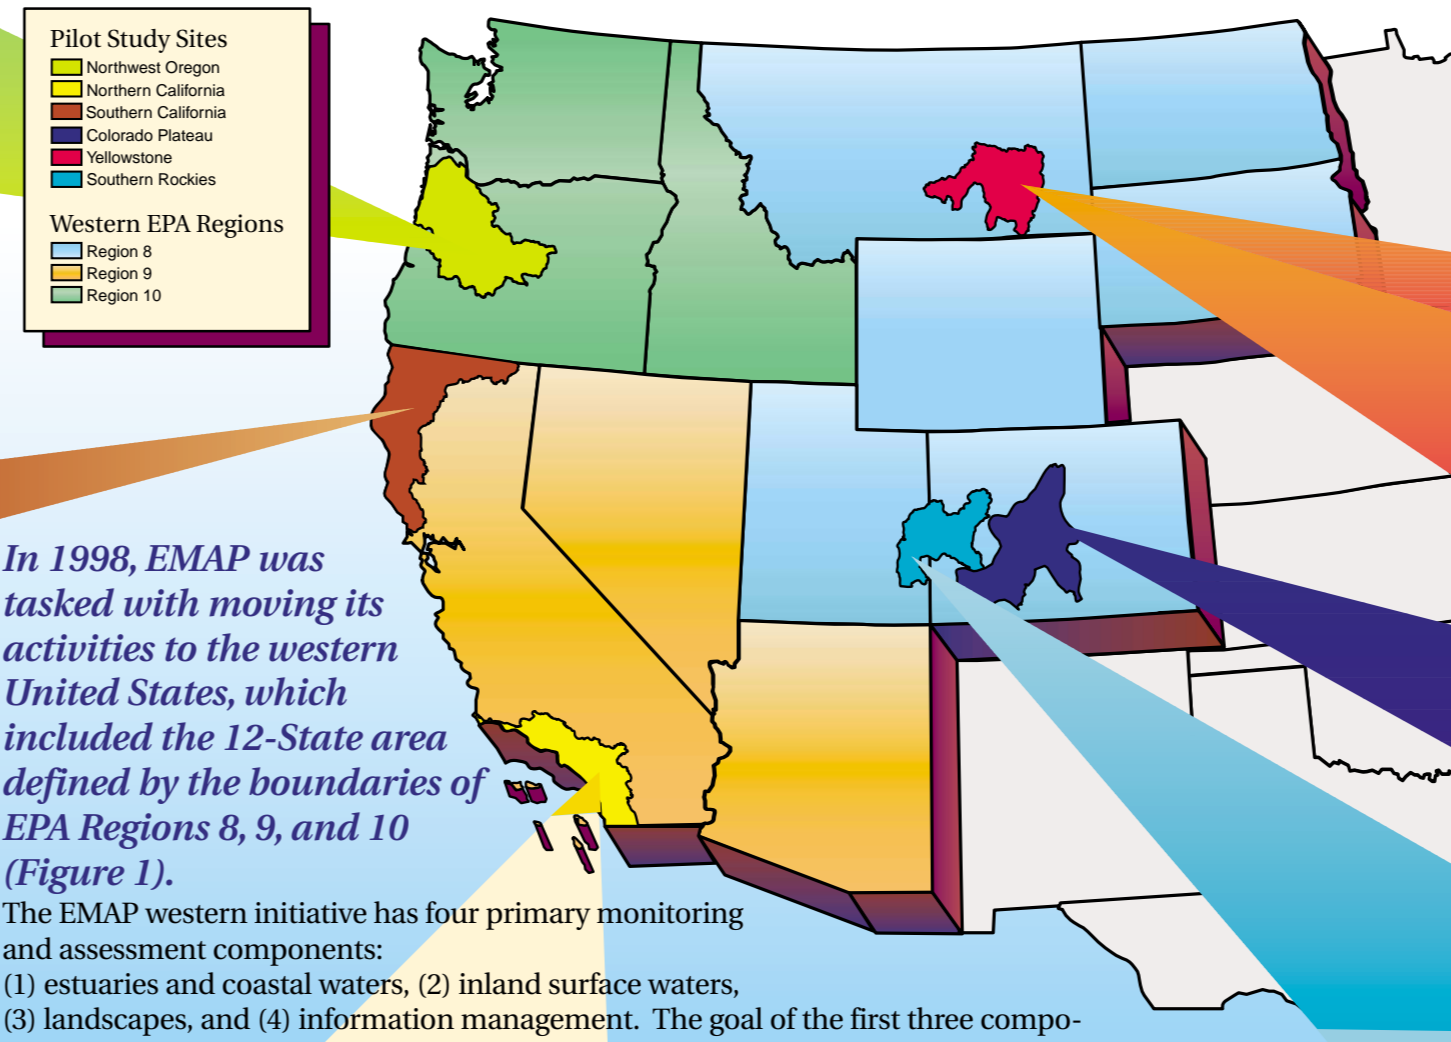 Pilot Study Sites
Northwest Oregon
Northern California
Southern California
Colorado Plateau
Yellowstone
Southern Rockies
Western EPA Regions
Region 8
Region 9
Region 10
In 1998, EMAP was
tasked with moving its
activities to the western
United States, which
included the 12-State area
defined by the boundaries of
EPA Regions 8, 9, and 10
(Figure 1).
The EMAP western initiative has four primary monitoring
and assessment components:
(1) estuaries and coastal waters, (2) inland surface waters,
(3) landscapes, and (4) information management. The goal of the first three compo-